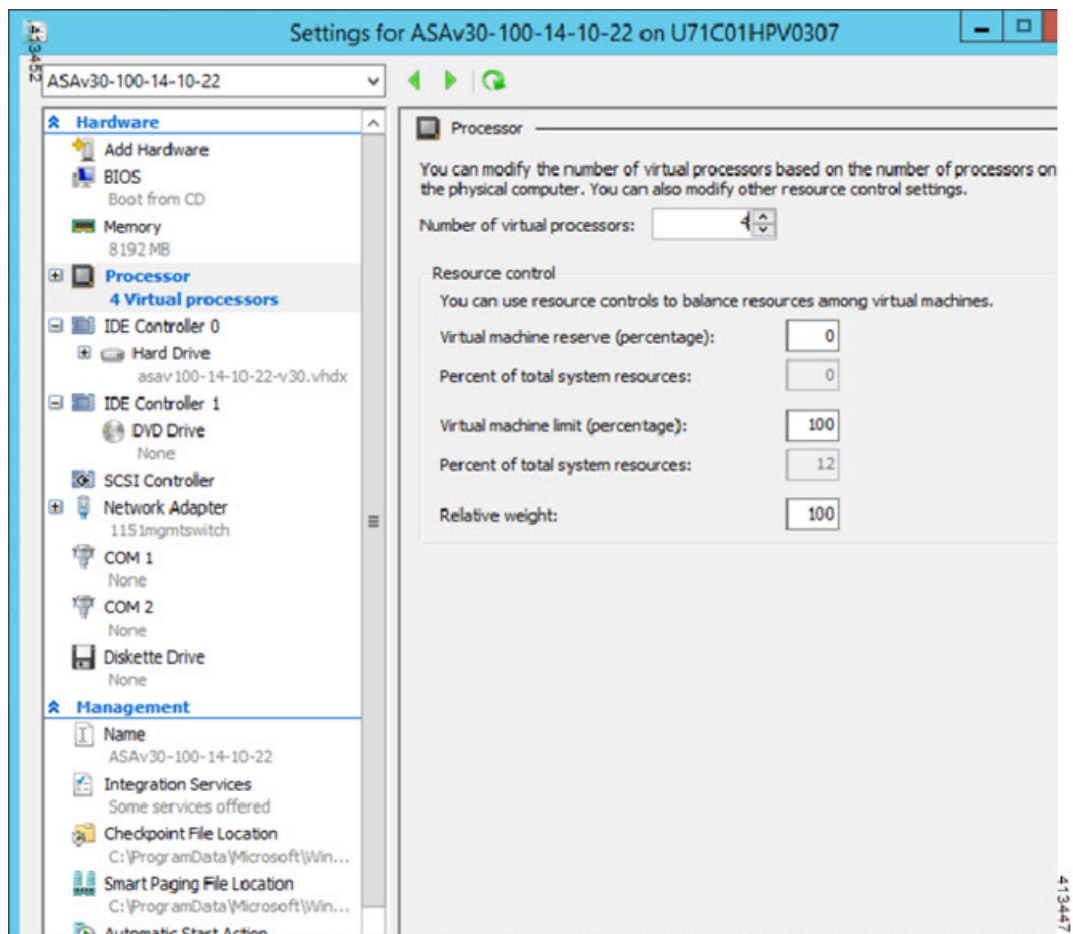 Settings for ASAv30-100-14-10-22 on U71C01HPV0307
413452
ASAv30-100-14-10-22
Hardware
Add Hardware
BIOS
Boot from CD
Memory
8192 MB
Processor
4 Virtual processors
IDE Controller 0
Hard Drive
asav100-14-10-22-v30.vhdx
IDE Controller 1
DVD Drive
None
SCSI Controller
Network Adapter
1151mgmtswitch
COM 1
None
COM 2
None
Diskette Drive
None
Management
Name
ASAv30-100-14-10-22
Integration Services
Some services offered
Checkpoint File Location
C:\ProgramData\Microsoft\Win...
Smart Paging File Location
C:\ProgramData\Microsoft\Win...
Automatic Start Action
Processor
You can modify the number of virtual processors based on the number of processors on
the physical computer. You can also modify other resource control settings.
Number of virtual processors: 4
Resource control
You can use resource controls to balance resources among virtual machines.
Virtual machine reserve (percentage): 0
Percent of total system resources: 0
Virtual machine limit (percentage): 100
Percent of total system resources: 12
Relative weight: 100
413447